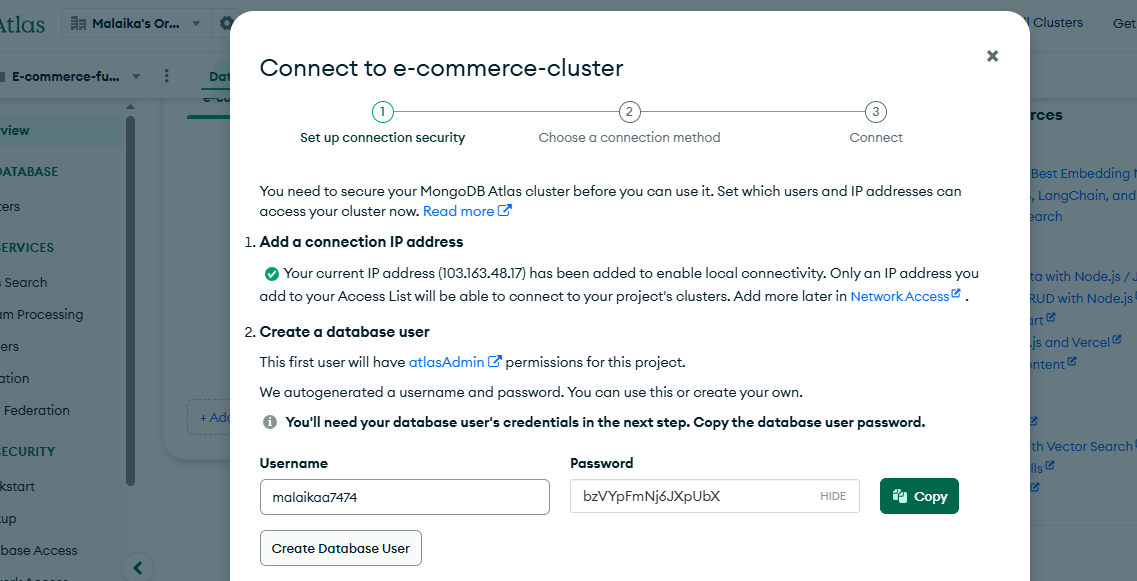 Atlas
Malaika's Or...
All Clusters
Get
E-commerce-fu...
Dat
Connect to e-commerce-cluster
1
2
3
Set up connection security
Choose a connection method
Connect
You need to secure your MongoDB Atlas cluster before you can use it. Set which users and IP addresses can
access your cluster now. Read more
1. Add a connection IP address
Your current IP address (103.163.48.17) has been added to enable local connectivity. Only an IP address you
add to your Access List will be able to connect to your project's clusters. Add more later in Network Access .
2. Create a database user
This first user will have atlasAdmin permissions for this project.
We autogenerated a username and password. You can use this or create your own.
You'll need your database user's credentials in the next step. Copy the database user password.
Username
Password
malaikaa7474
bzVYpFmNj6JXpUbX
HIDE
Copy
Create Database User
view
DATABASE
ters
SERVICES
Search
am Processing
ers
ation
Federation
SECURITY
kstart
up
base Access
+ Add
rces
Best Embedding
, LangChain, and
earch
ta with Node.js / J
RUD with Node.js
art
.js and Vercel
ontent
th Vector Search
lls